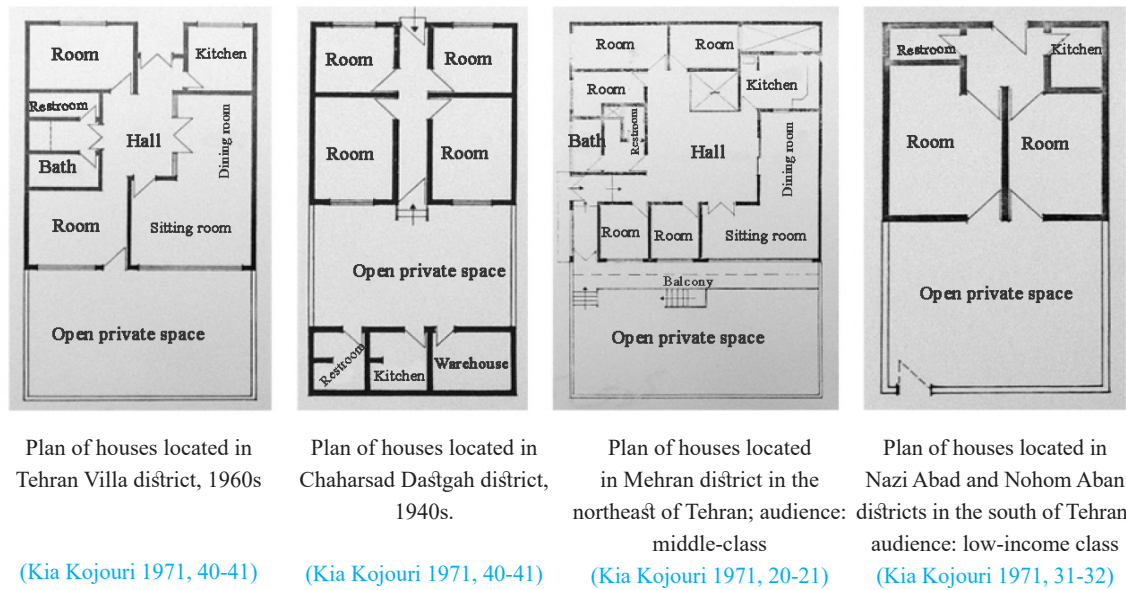 Room
Kitchen
Restroom
Hall
Dining room
Bath
Room
Sitting room
Open private space
Room
Room
Room
Room
Open private space
Restroom
Kitchen
Warehouse
Room
Room
Room
Kitchen
Bath
Restroom
Hall
Dining room
Room
Room
Sitting room
Balcony
Open private space
Restroom
Kitchen
Room
Room
Open private space
Plan of houses located in
Tehran Villa district, 1960s
(Kia Kojouri 1971, 40-41)
Plan of houses located in
Chaharsad Dastgah district,
1940s.
(Kia Kojouri 1971, 40-41)
Plan of houses located
in Mehran district in the
northeast of Tehran; audience:
middle-class
(Kia Kojouri 1971, 20-21)
Plan of houses located in
Nazi Abad and Nohom Aban
districts in the south of Tehran
audience: low-income class
(Kia Kojouri 1971, 31-32)